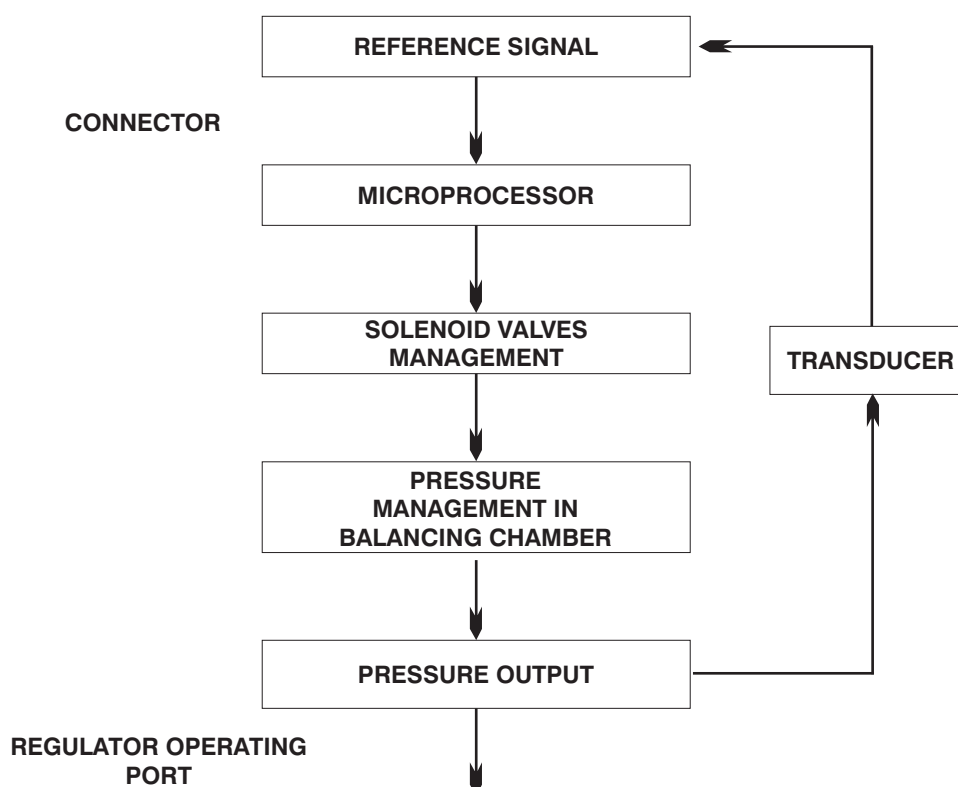 REFERENCE SIGNAL
CONNECTOR
MICROPROCESSOR
SOLENOID VALVES
MANAGEMENT
TRANSDUCER
PRESSURE
MANAGEMENT IN
BALANCING CHAMBER
PRESSURE OUTPUT
REGULATOR OPERATING
PORT